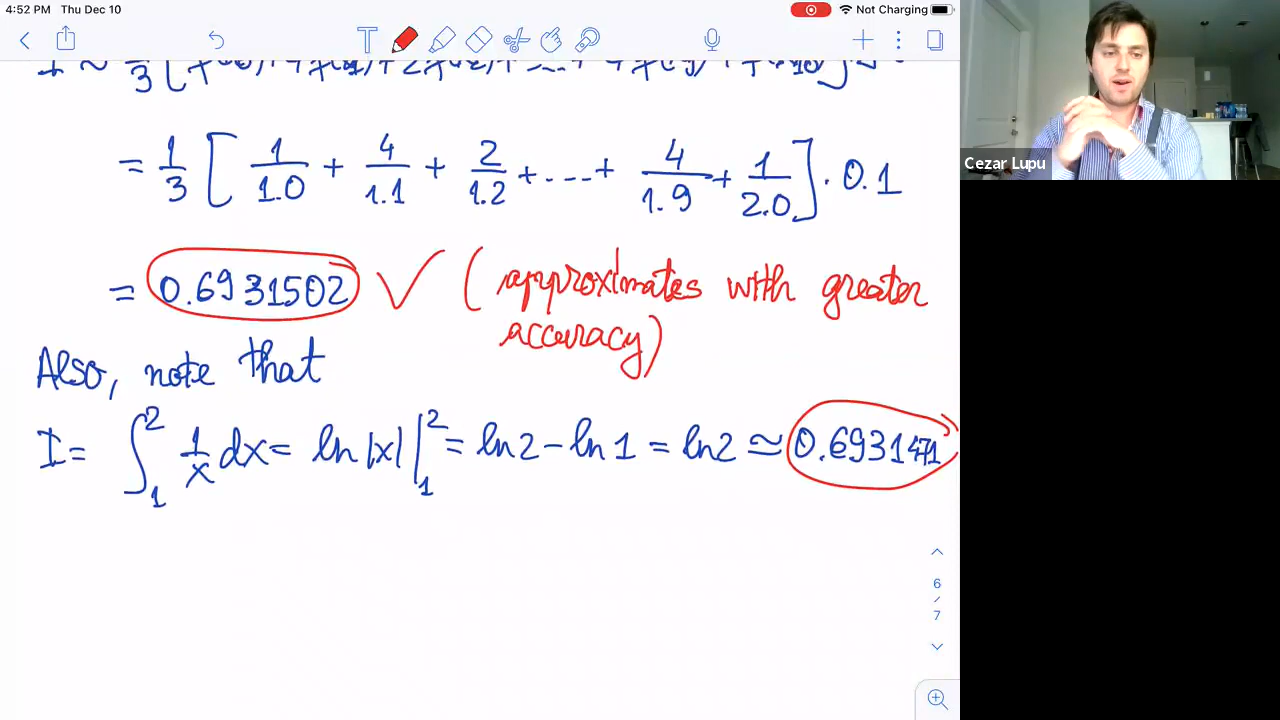 4:52 PM Thu Dec 10 Not Charging
T
= 1/3 [ 1/1.0 + 4/1.1 + 2/1.2 + .... + 4/1.9 + 1/2.0 ] · 0.1
= 0.6931502 ✓ (approximates with greater
accuracy)
Also, note that
I = ∫₁² 1/x dx = ln |x| |₁² = ln2 - ln1 = ln2 ≈ 0.6931471
6
/
7
Cezar Lupu